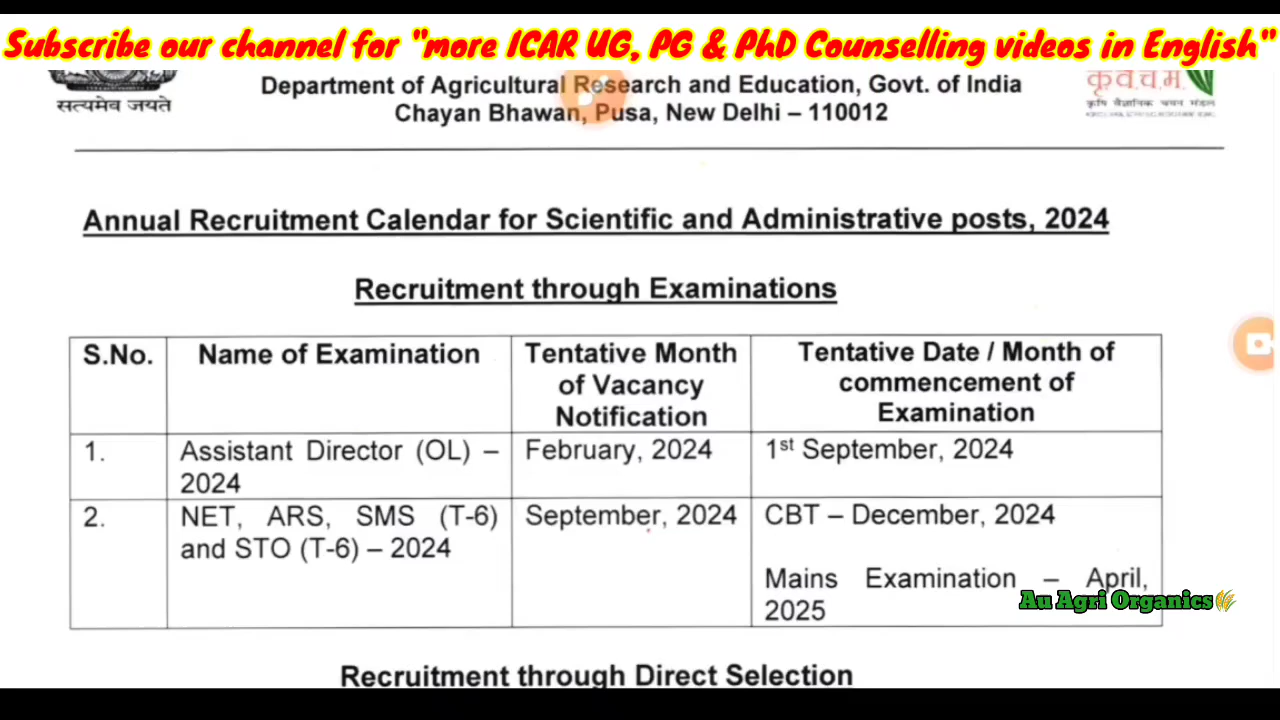 Subscribe our channel for "more ICAR UG, PG & PhD Counselling videos in English"
सत्यमेव जयते
Department of Agricultural Research and Education, Govt. of India
Chayan Bhawan, Pusa, New Delhi – 110012
कृ.वै.च.म.
कृषि वैज्ञानिक चयन मंडल
Annual Recruitment Calendar for Scientific and Administrative posts, 2024
Recruitment through Examinations
S.No.
Name of Examination
Tentative Month
of Vacancy
Notification
Tentative Date / Month of
commencement of
Examination
1.
Assistant Director (OL) –
2024
February, 2024
1st September, 2024
2.
NET, ARS, SMS (T-6)
and STO (T-6) – 2024
September, 2024
CBT – December, 2024
Mains Examination – April,
2025
Au Agri Organics
Recruitment through Direct Selection